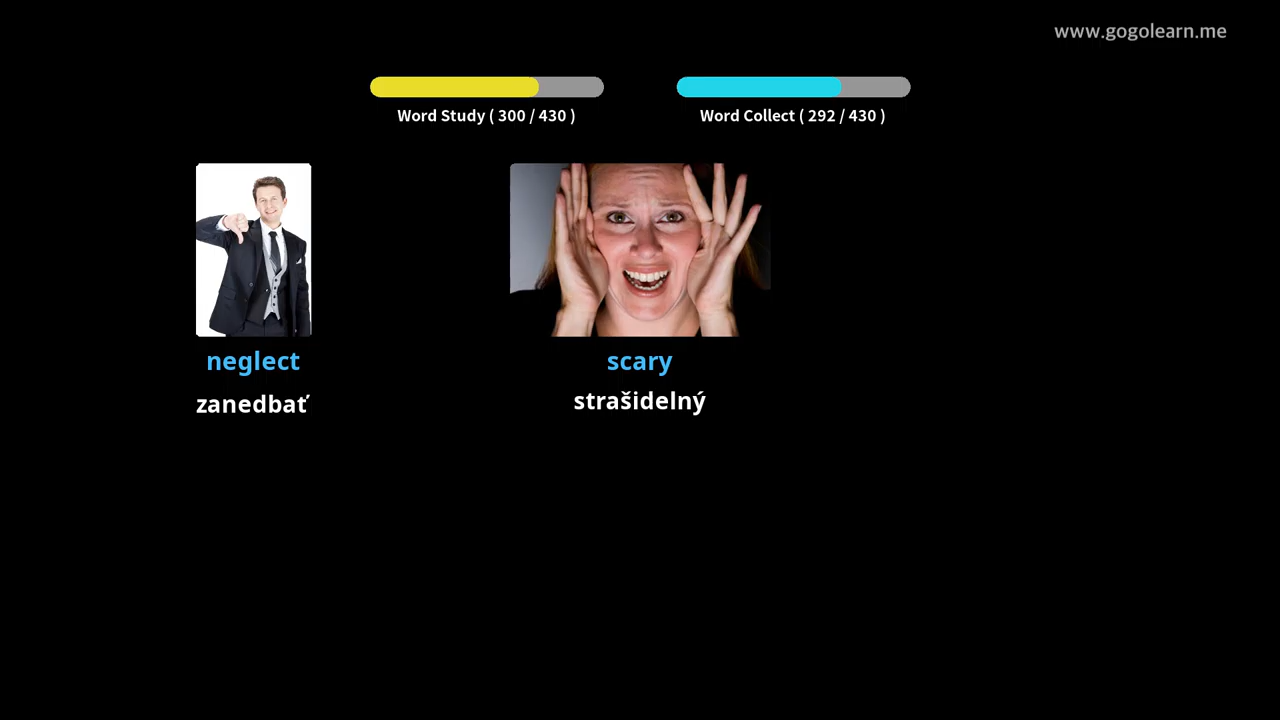 www.gogolearn.me
Word Study ( 300 / 430 )
Word Collect ( 292 / 430 )
neglect
scary
zanedbať
strašidelný